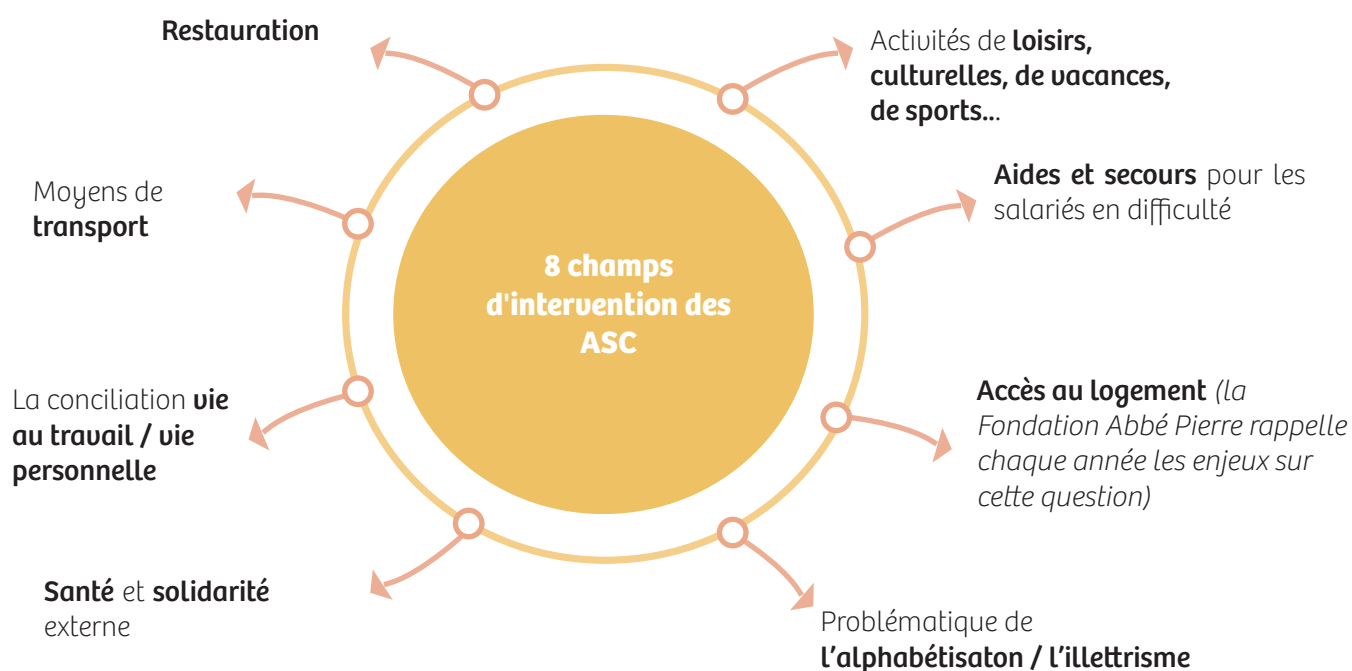 Restauration
Activités de loisirs,
culturelles, de vacances,
de sports...
Aides et secours pour les
salariés en difficulté
Moyens de
transport
8 champs
d'intervention des
ASC
Accès au logement (la
Fondation Abbé Pierre rappelle
chaque année les enjeux sur
cette question)
La conciliation vie
au travail / vie
personnelle
Santé et solidarité
externe
Problématique de
l'alphabétisaton / l'illettrisme